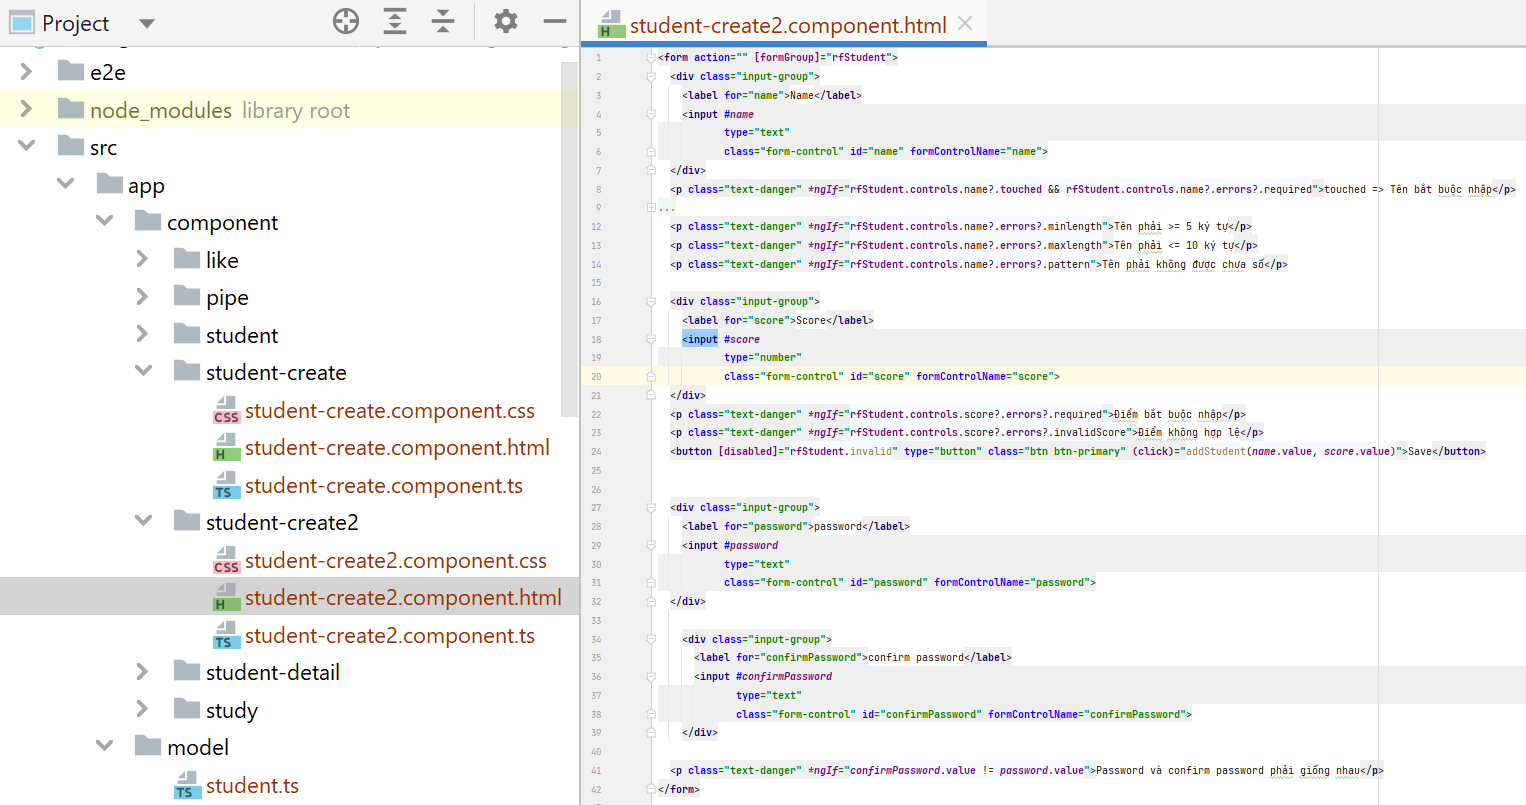 Project
e2e
node_modules library root
src
app
component
like
pipe
student
student-create
student-create.component.css
student-create.component.html
student-create.component.ts
student-create2
student-create2.component.css
student-create2.component.html
student-create2.component.ts
student-detail
study
model
student.ts
student-create2.component.html
1 <form action="" [formGroup]="rfStudent">
2 <div class="input-group">
3 <label for="name">Name</label>
4 <input #name
5 type="text"
6 class="form-control" id="name" formControlName="name">
7 </div>
8 <p class="text-danger" *ngIf="rfStudent.controls.name?.touched && rfStudent.controls.name?.errors?.required">touched => Tên bắt buộc nhập</p>
9 ...
12 <p class="text-danger" *ngIf="rfStudent.controls.name?.errors?.minlength">Tên phải >= 5 ký tự</p>
13 <p class="text-danger" *ngIf="rfStudent.controls.name?.errors?.maxlength">Tên phải <= 10 ký tự</p>
14 <p class="text-danger" *ngIf="rfStudent.controls.name?.errors?.pattern">Tên phải không được chưa số</p>
15
16 <div class="input-group">
17 <label for="score">Score</label>
18 <input #score
19 type="number"
20 class="form-control" id="score" formControlName="score">
21 </div>
22 <p class="text-danger" *ngIf="rfStudent.controls.score?.errors?.required">Điểm bắt buộc nhập</p>
23 <p class="text-danger" *ngIf="rfStudent.controls.score?.errors?.invalidScore">Điểm không hợp lệ</p>
24 <button [disabled]="rfStudent.invalid" type="button" class="btn btn-primary" (click)="addStudent(name.value, score.value)">Save</button>
25
26
27 <div class="input-group">
28 <label for="password">password</label>
29 <input #password
30 type="text"
31 class="form-control" id="password" formControlName="password">
32 </div>
33
34 <div class="input-group">
35 <label for="confirmPassword">confirm password</label>
36 <input #confirmPassword
37 type="text"
38 class="form-control" id="confirmPassword" formControlName="confirmPassword">
39 </div>
40
41 <p class="text-danger" *ngIf="confirmPassword.value != password.value">Password và confirm password phải giống nhau</p>
42 </form>